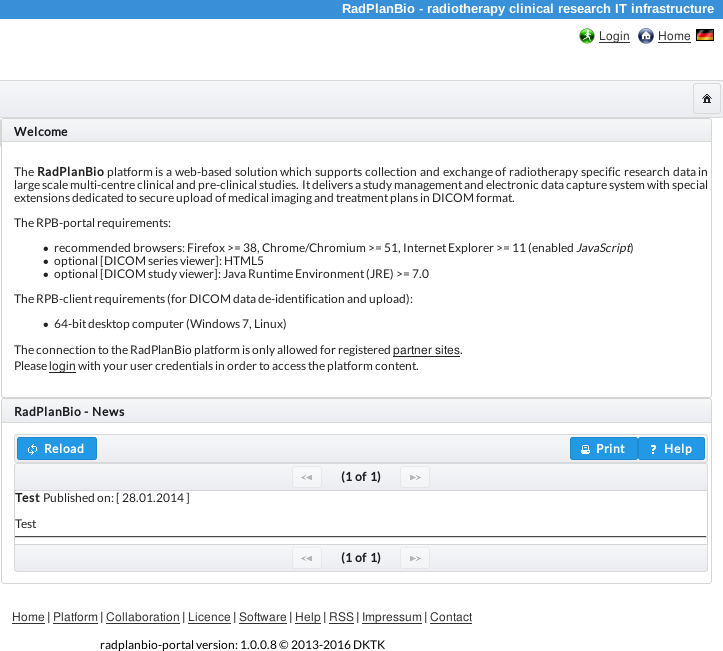 RadPlanBio - radiotherapy clinical research IT infrastructure
Login Home
Welcome
The RadPlanBio platform is a web-based solution which supports collection and exchange of radiotherapy specific research data in
large scale multi-centre clinical and pre-clinical studies. It delivers a study management and electronic data capture system with special
extensions dedicated to secure upload of medical imaging and treatment plans in DICOM format.
The RPB-portal requirements:
• recommended browsers: Firefox >= 38, Chrome/Chromium >= 51, Internet Explorer >= 11 (enabled JavaScript)
• optional [DICOM series viewer]: HTML5
• optional [DICOM study viewer]: Java Runtime Environment (JRE) >= 7.0
The RPB-client requirements (for DICOM data de-identification and upload):
• 64-bit desktop computer (Windows 7, Linux)
The connection to the RadPlanBio platform is only allowed for registered partner sites.
Please login with your user credentials in order to access the platform content.
RadPlanBio - News
Reload Print ? Help
(1 of 1)
Test Published on: [ 28.01.2014 ]
Test
(1 of 1)
Home | Platform | Collaboration | Licence | Software | Help | RSS | Impressum | Contact
radplanbio-portal version: 1.0.0.8 © 2013-2016 DKTK